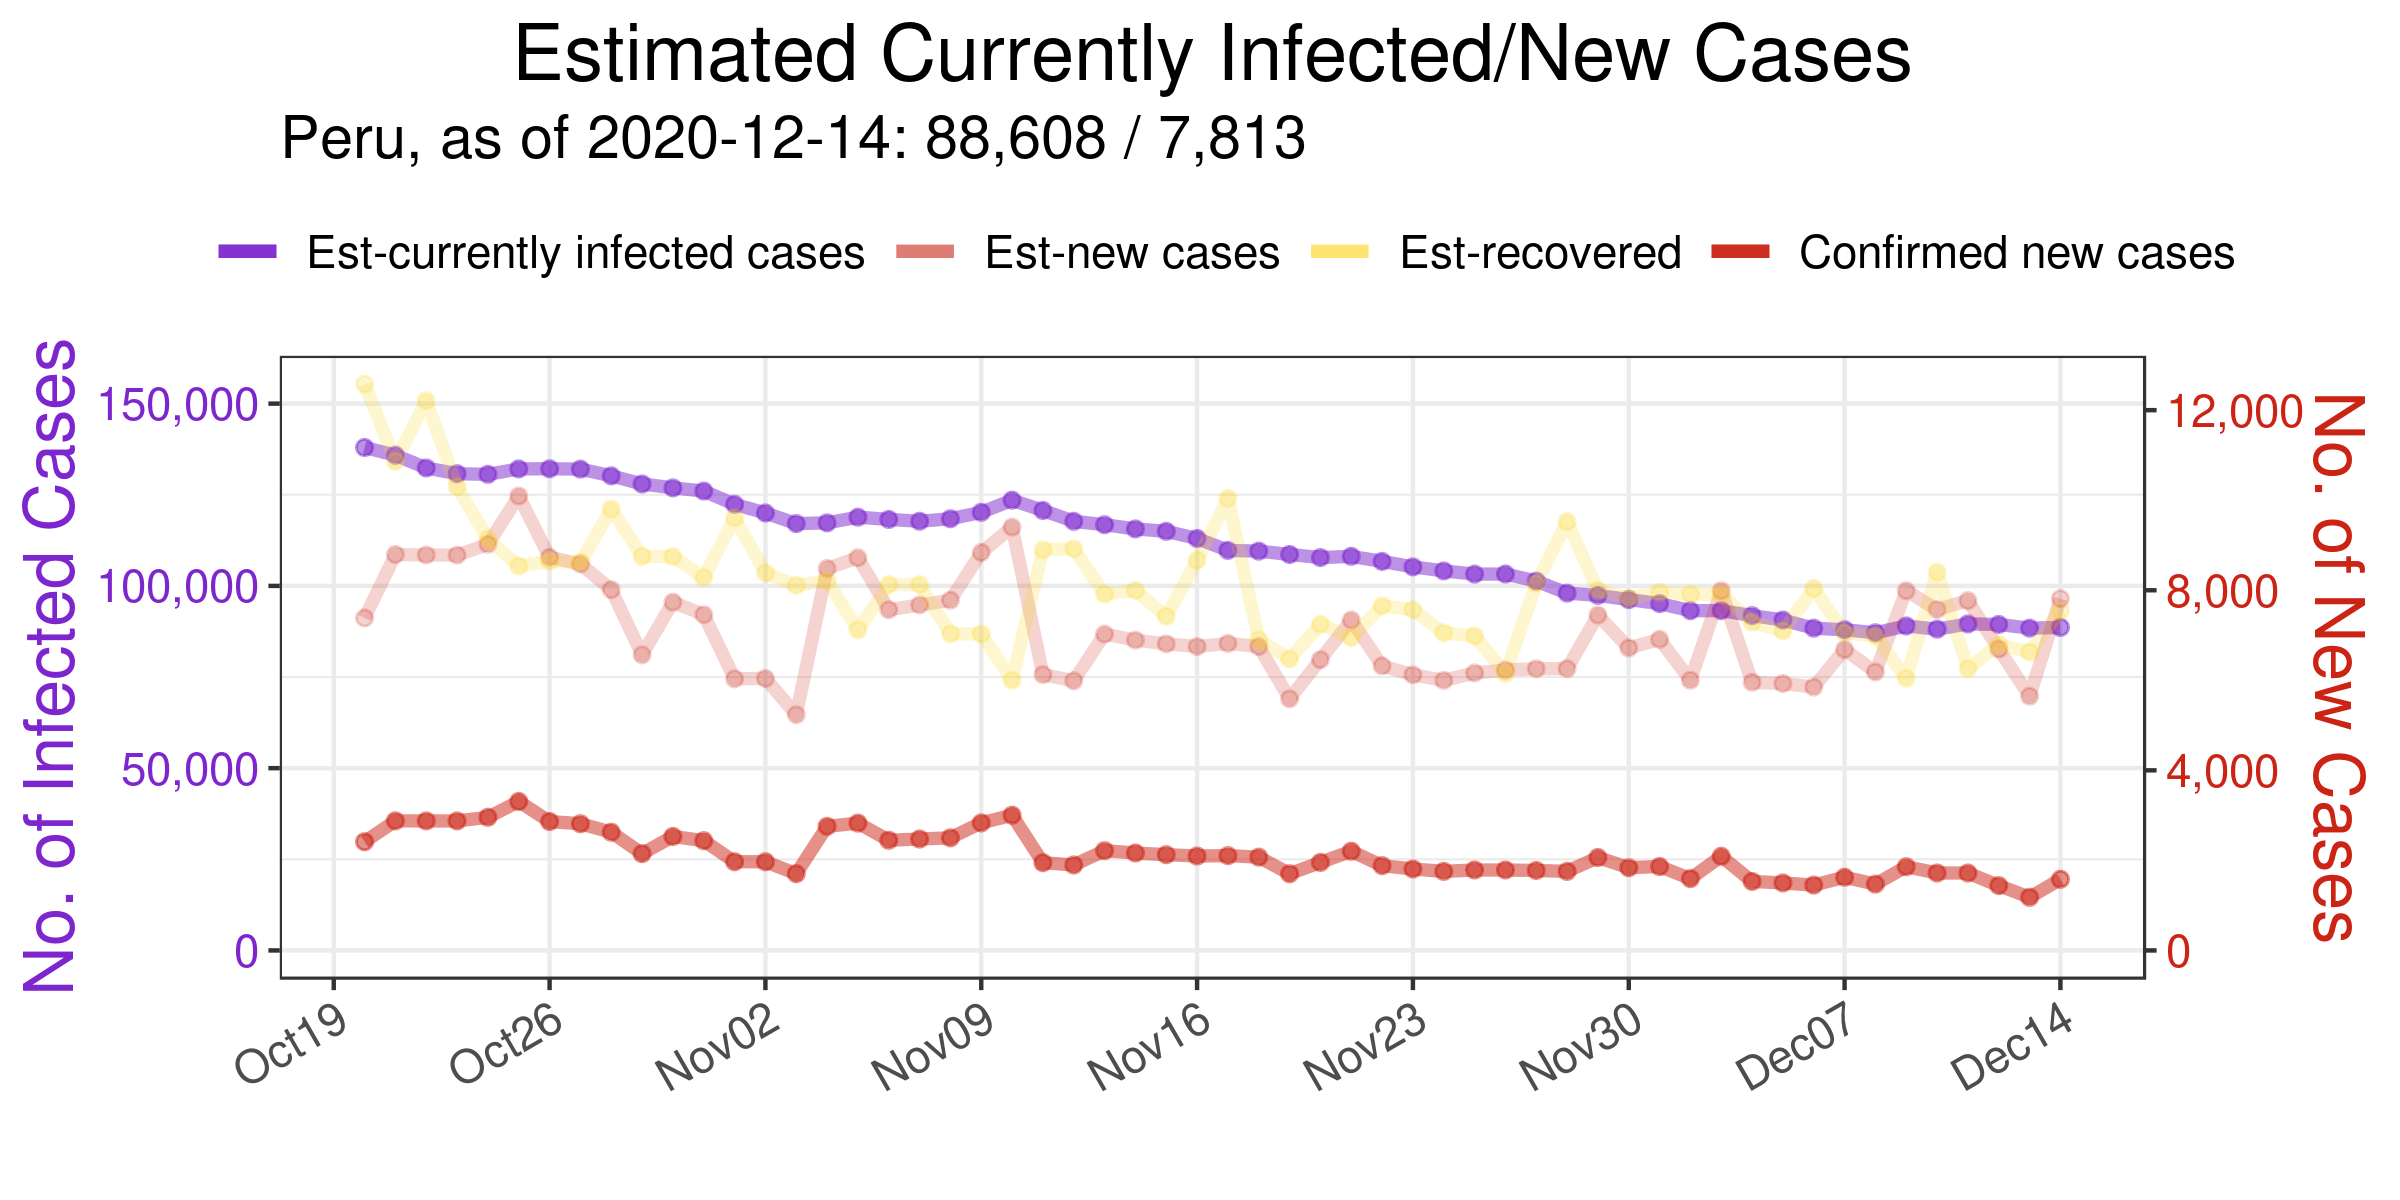 Estimated Currently Infected/New Cases
Peru, as of 2020-12-14: 88,608 / 7,813
Est-currently infected cases Est-new cases Est-recovered Confirmed new cases
No. of Infected Cases
150,000
100,000
50,000
0
12,000
8,000
4,000
0
No. of New Cases
Oct19 Oct26 Nov02 Nov09 Nov16 Nov23 Nov30 Dec07 Dec14